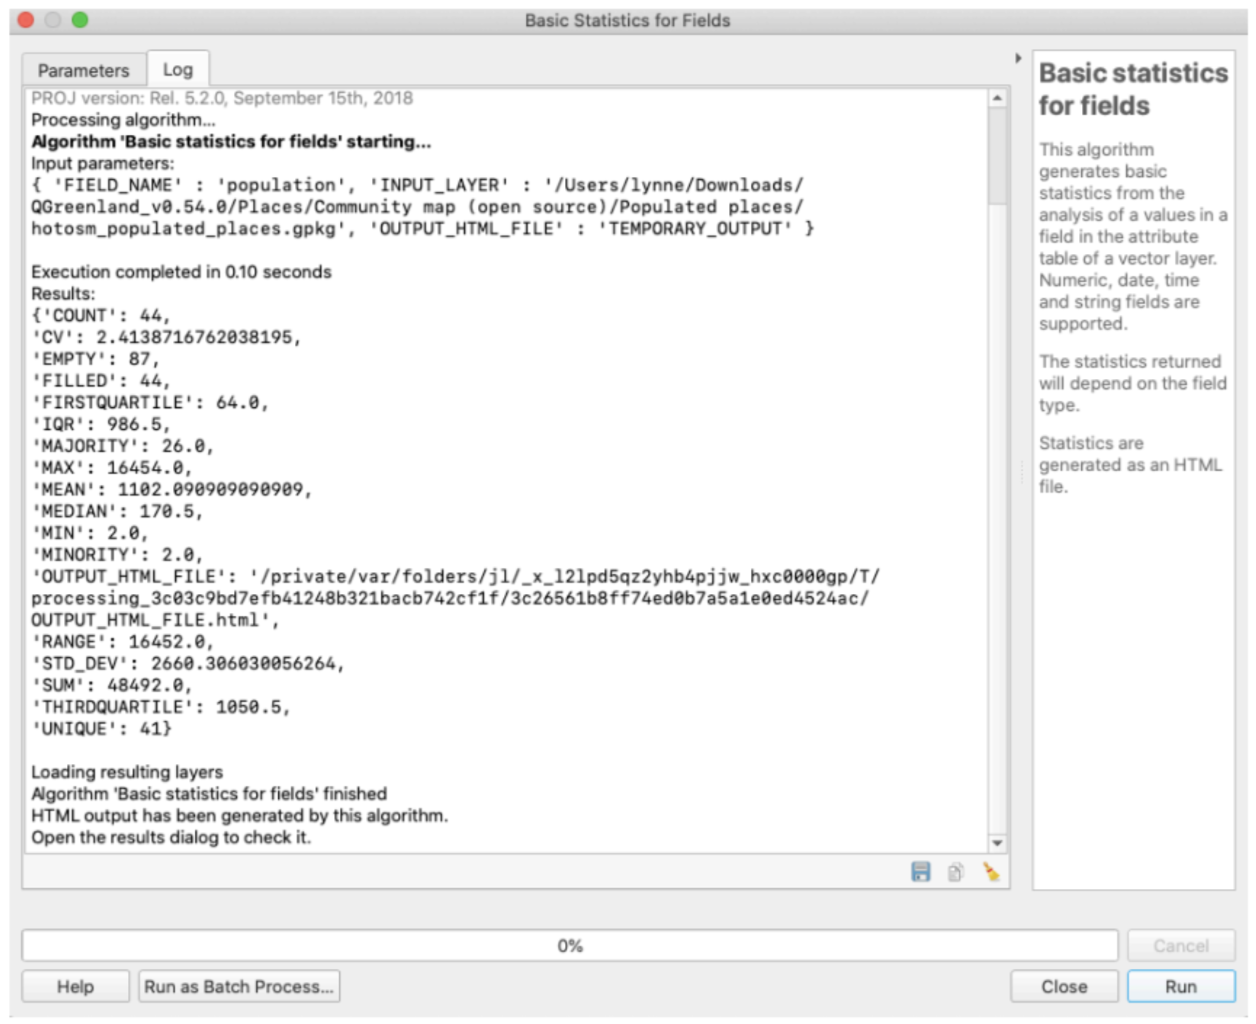 Basic Statistics for Fields
Parameters
Log
PROJ version: Rel. 5.2.0, September 15th, 2018
Processing algorithm...
Algorithm 'Basic statistics for fields' starting...
Input parameters:
{ 'FIELD_NAME' : 'population', 'INPUT_LAYER' : '/Users/lynne/Downloads/
QGreenland_v0.54.0/Places/Community map (open source)/Populated places/
hotosm_populated_places.gpkg', 'OUTPUT_HTML_FILE' : 'TEMPORARY_OUTPUT' }
Execution completed in 0.10 seconds
Results:
{'COUNT': 44,
'CV': 2.4138716762038195,
'EMPTY': 87,
'FILLED': 44,
'FIRSTQUARTILE': 64.0,
'IQR': 986.5,
'MAJORITY': 26.0,
'MAX': 16454.0,
'MEAN': 1102.090909090909,
'MEDIAN': 170.5,
'MIN': 2.0,
'MINORITY': 2.0,
'OUTPUT_HTML_FILE': '/private/var/folders/jl/_x_l2lpd5qz2yhb4pjjw_hxc0000gp/T/
processing_3c03c9bd7efb41248b321bacb742cf1f/3c26561b8ff74ed0b7a5a1e0ed4524ac/
OUTPUT_HTML_FILE.html',
'RANGE': 16452.0,
'STD_DEV': 2660.306030056264,
'SUM': 48492.0,
'THIRDQUARTILE': 1050.5,
'UNIQUE': 41}
Loading resulting layers
Algorithm 'Basic statistics for fields' finished
HTML output has been generated by this algorithm.
Open the results dialog to check it.
Basic statistics
for fields
This algorithm
generates basic
statistics from the
analysis of a values in a
field in the attribute
table of a vector layer.
Numeric, date, time
and string fields are
supported.
The statistics returned
will depend on the field
type.
Statistics are
generated as an HTML
file.
0%
Cancel
Help
Run as Batch Process...
Close
Run